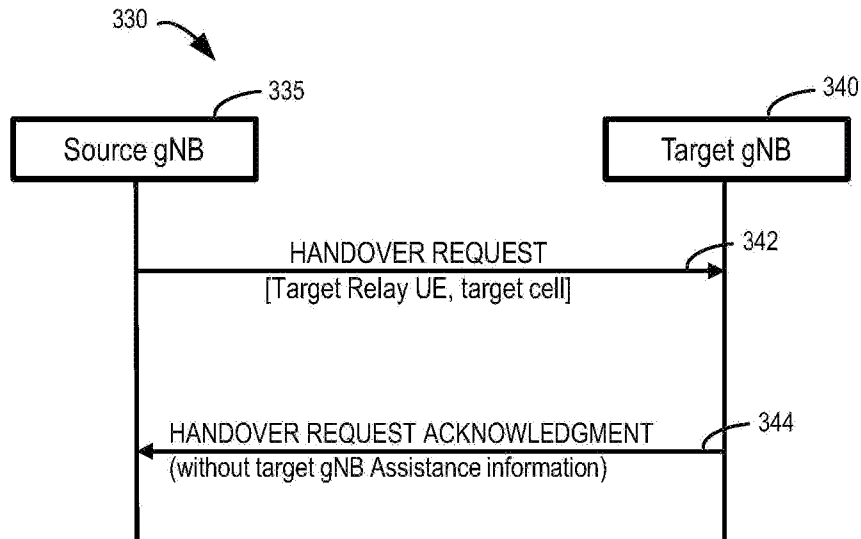 330
335
340
Source gNB
Target gNB
HANDOVER REQUEST
342
[Target Relay UE, target cell]
HANDOVER REQUEST ACKNOWLEDGMENT
344
(without target gNB Assistance information)